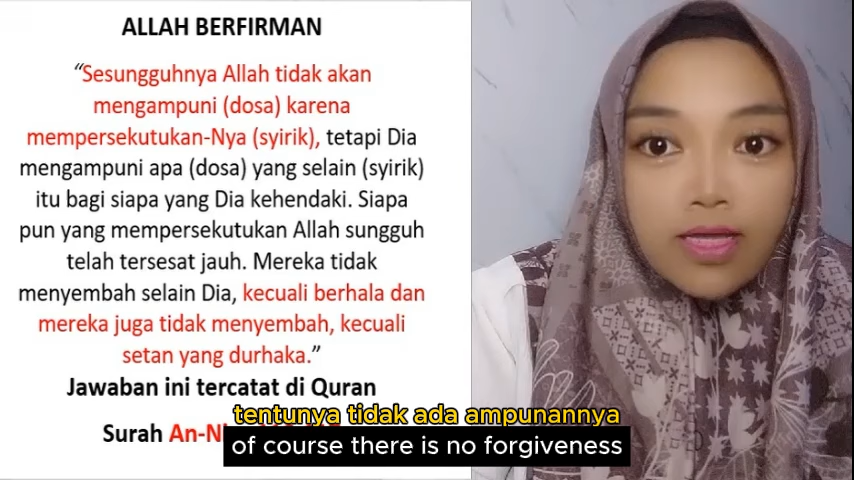 ALLAH BERFIRMAN
“Sesungguhnya Allah tidak akan
mengampuni (dosa) karena
mempersekutukan-Nya (syirik), tetapi Dia
mengampuni apa (dosa) yang selain (syirik)
itu bagi siapa yang Dia kehendaki. Siapa
pun yang mempersekutukan Allah sungguh
telah tersesat jauh. Mereka tidak
menyembah selain Dia, kecuali berhala dan
mereka juga tidak menyembah, kecuali
setan yang durhaka.”
Jawaban ini tercatat di Quran
Surah
tentunya tidak ada ampunannya
of course there is no forgiveness